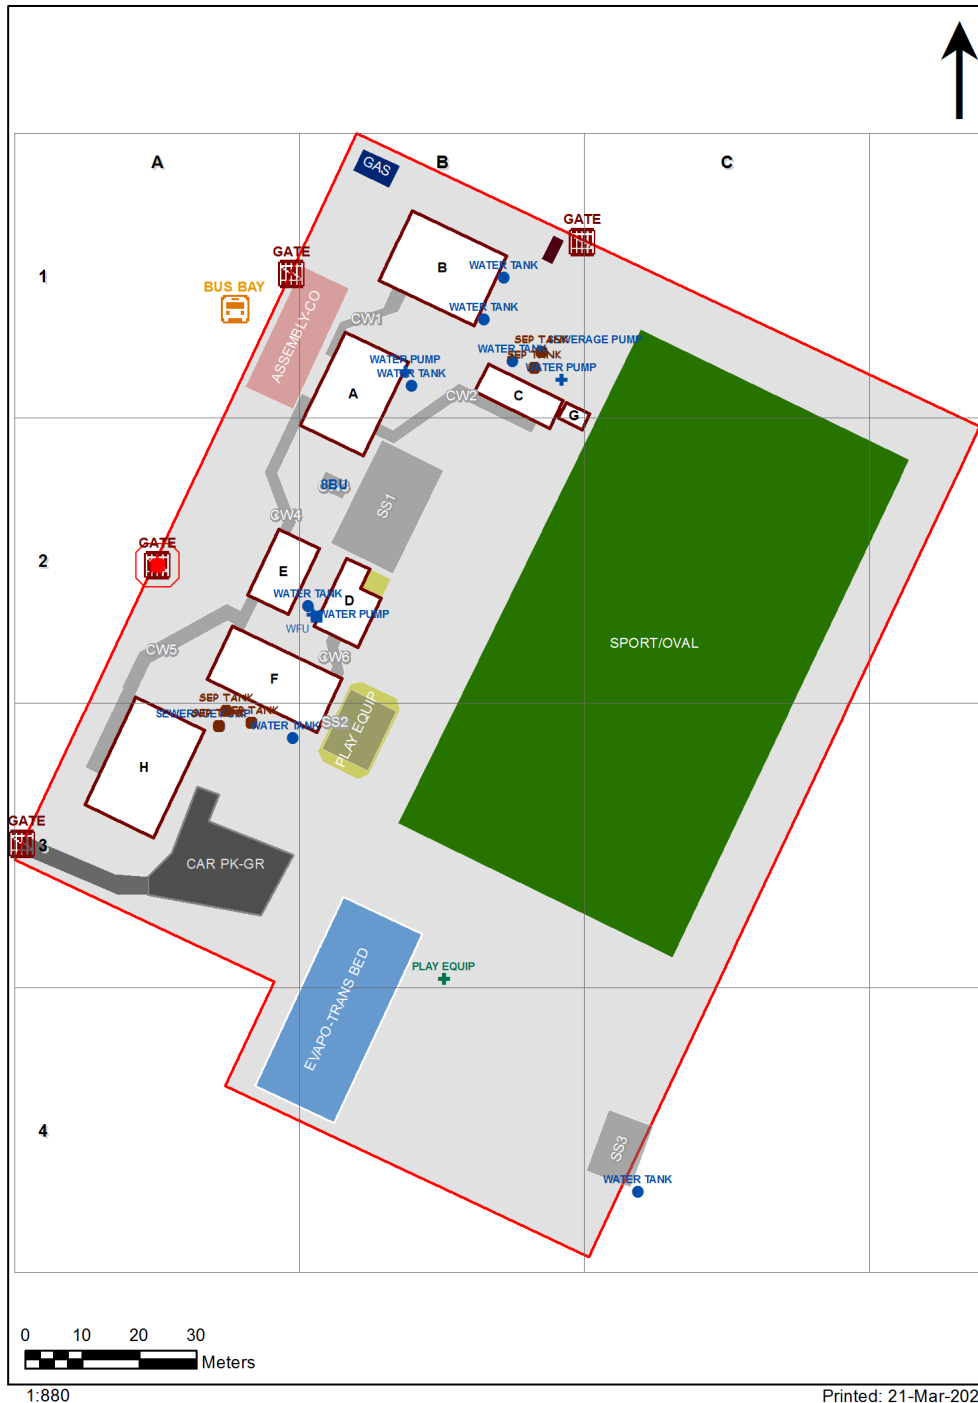 A
B
C
GAS
GATE
1
GATE
B
WATER TANK
BUS BAY
ASSEMBLY-CO
WATER TANK
CW1
SEP TANK
SEWERAGE PUMP
WATER TANK
SEP TANK
WATER PUMP
WATER PUMP
WATER TANK
A
CW2
C
G
8BU
SS1
CW4
GATE
2
E
WATER TANK
D
WATER PUMP
WFU
SPORT/OVAL
CW5
CW6
F
SEP TANK
SEP TANK
WATER TANK
SS2
PLAY EQUIP
H
GATE
3
CAR PK-GR
EVAPO-TRANS BED
PLAY EQUIP
4
SS3
WATER TANK
0 10 20 30
Meters
1:880
Printed: 21-Mar-202